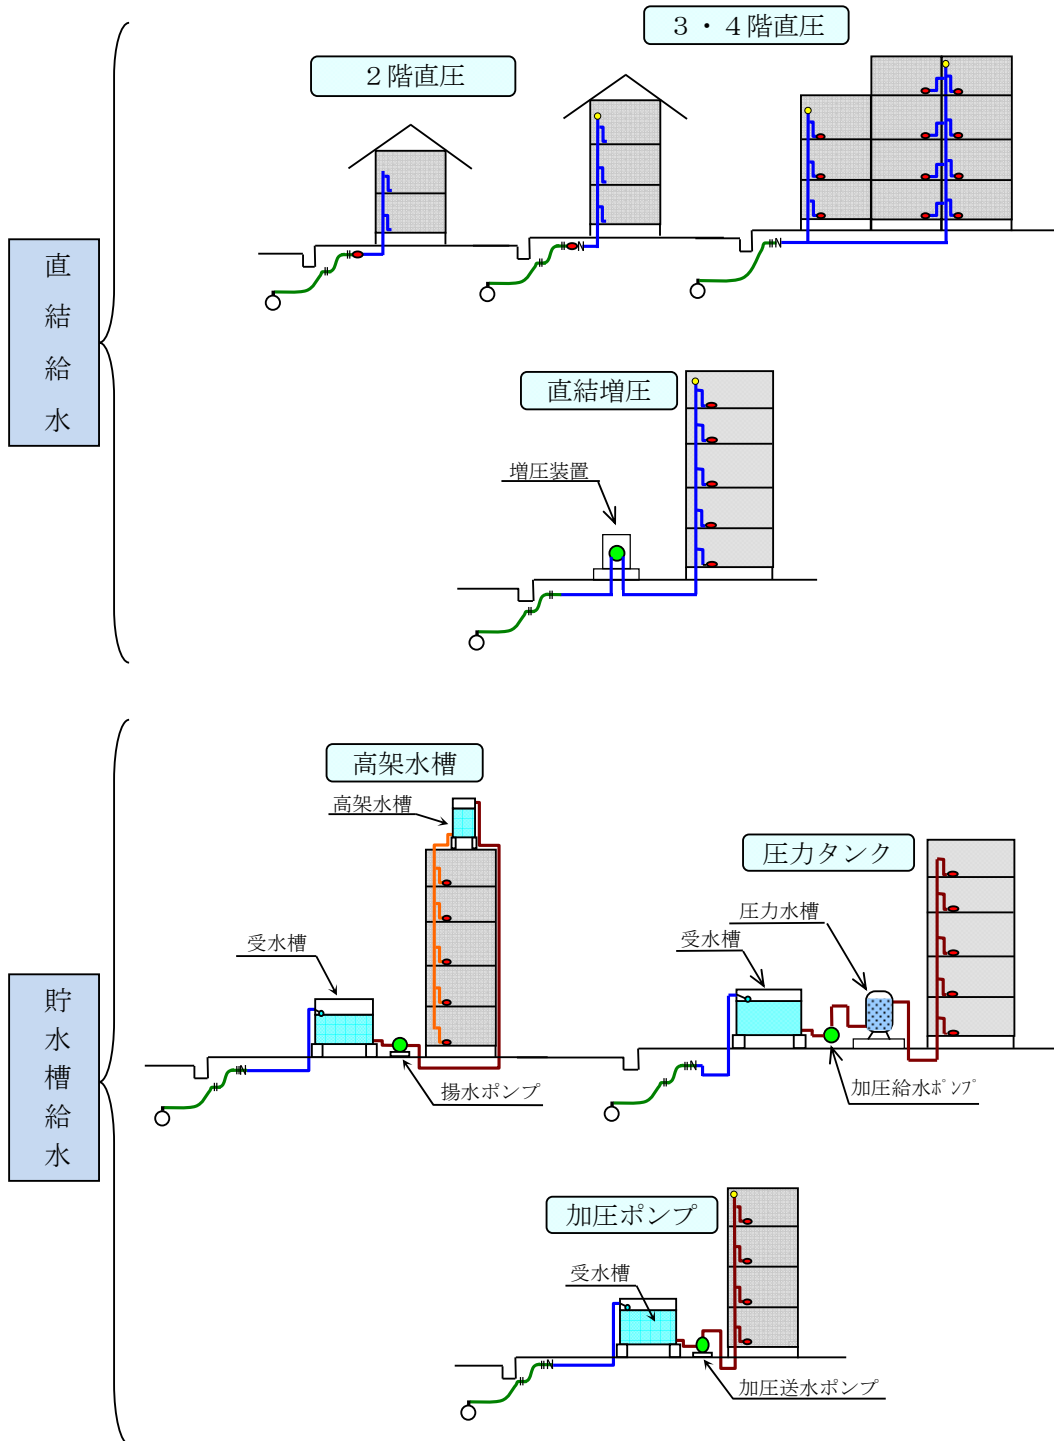 ３・４階直圧
２階直圧
直結給水
直結増圧
増圧装置
高架水槽
高架水槽
圧力タンク
圧力水槽
受水槽
受水槽
貯水槽給水
N
N
N
N
N
N
揚水ポンプ
加圧給水ﾎﾟﾝﾌﾟ
加圧ポンプ
受水槽
加圧送水ポンプ